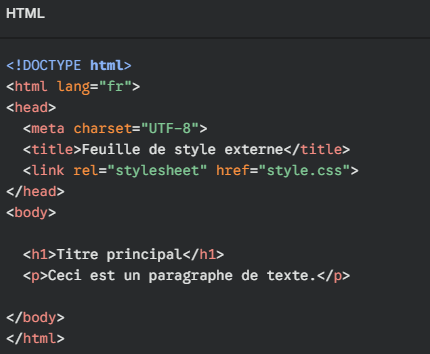 HTML
<!DOCTYPE html>
<html lang="fr">
<head>
  <meta charset="UTF-8">
  <title>Feuille de style externe</title>
  <link rel="stylesheet" href="style.css">
</head>
<body>
  <h1>Titre principal</h1>
  <p>Ceci est un paragraphe de texte.</p>
</body>
</html>